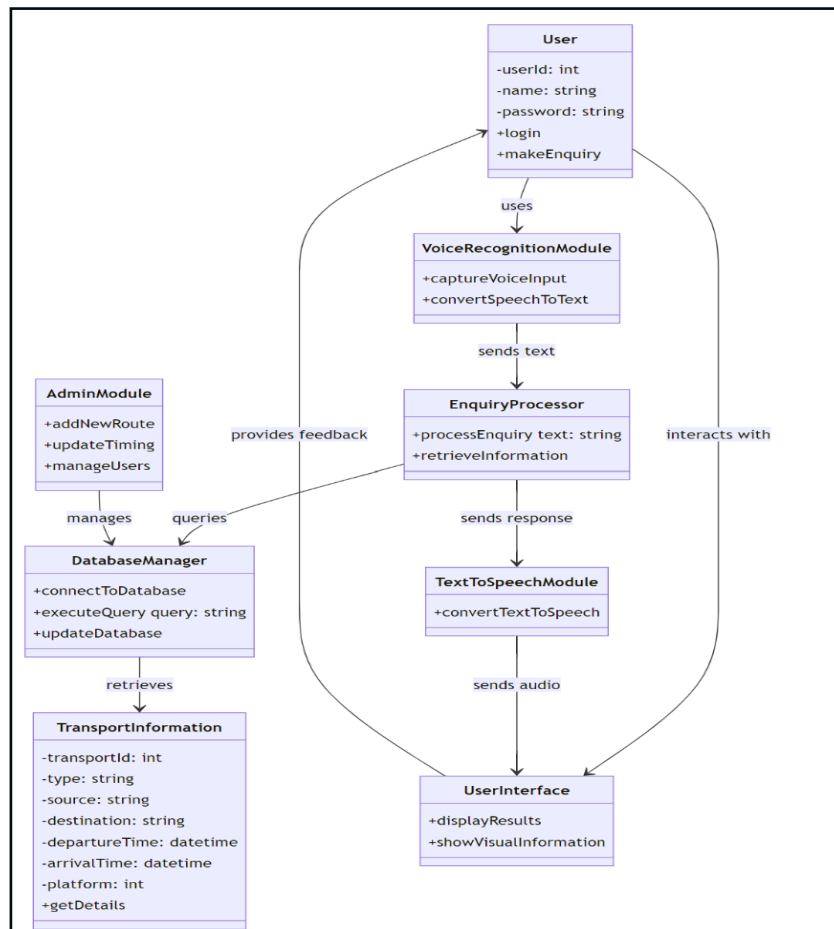 User
-userId: int
-name: string
-password: string
+login
+makeEnquiry
uses
VoiceRecognitionModule
+captureVoiceInput
+convertSpeechToText
sends text
AdminModule
+addNewRoute
+updateTiming
+manageUsers
EnquiryProcessor
+processEnquiry text: string
+retrieveInformation
provides feedback
interacts with
manages
queries
sends response
DatabaseManager
+connectToDatabase
+executeQuery query: string
+updateDatabase
TextToSpeechModule
+convertTextToSpeech
retrieves
sends audio
TransportInformation
-transportId: int
-type: string
-source: string
-destination: string
-departureTime: datetime
-arrivalTime: datetime
-platform: int
+getDetails
UserInterface
+displayResults
+showVisualInformation